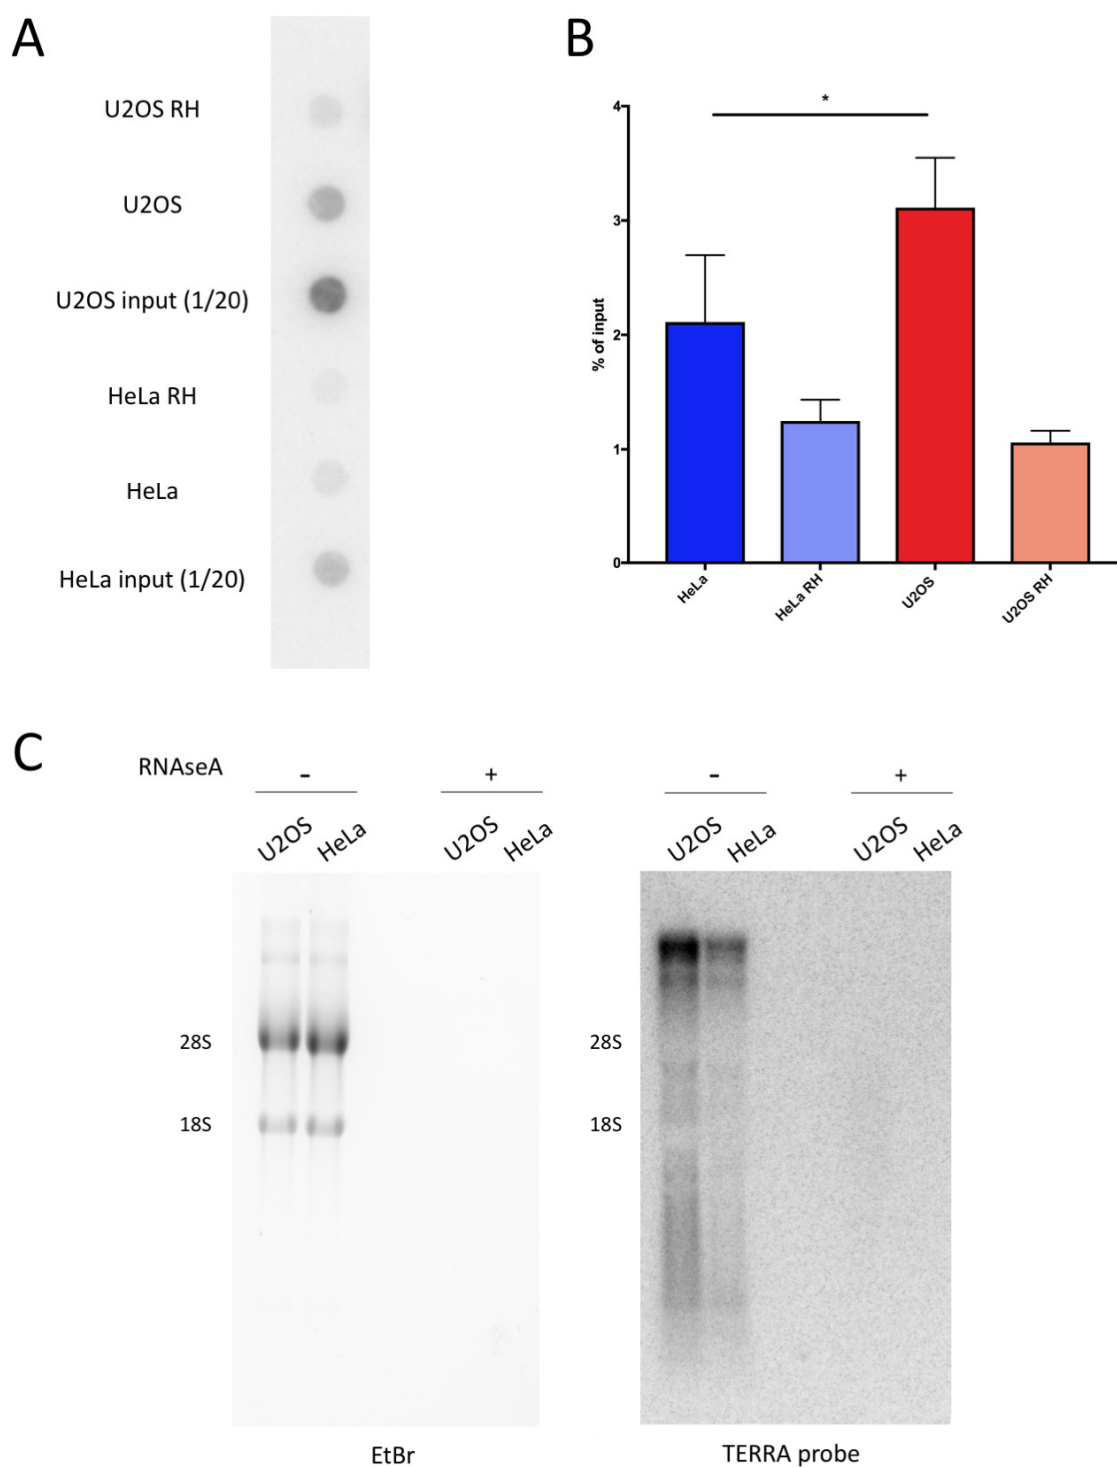 A
U2OS RH
U2OS
U2OS input (1/20)
HeLa RH
HeLa
HeLa input (1/20)
B
*
4
3
2
1
0
% of input
HeLa
HeLa RH
U2OS
U2OS RH
C
RNAseA - + - +
U2OS HeLa U2OS HeLa U2OS HeLa U2OS HeLa
28S 28S
18S 18S
EtBr TERRA probe